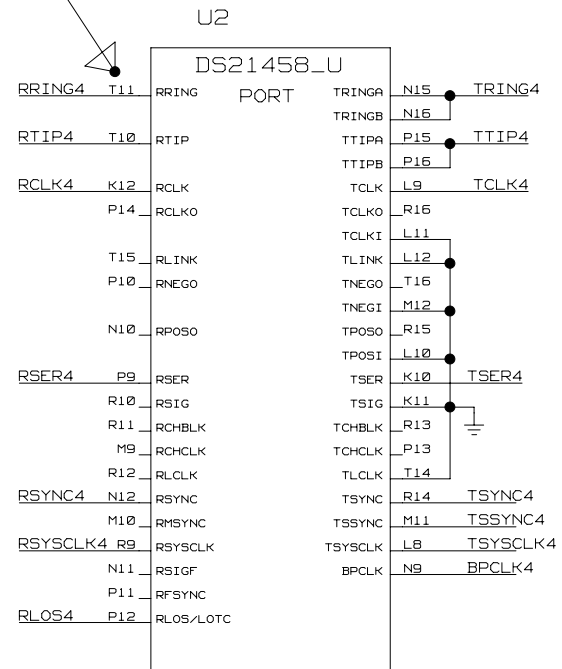 U2
DS21458_U
PORT
RRING4 T11 RRING TRINGA N15 TRING4
TRINGB N16
RTIP4 T10 RTIP TTIPA P15 TTIP4
TTIPB P16
RCLK4 K12 RCLK TCLK L9 TCLK4
P14 RCLKO TCLKO R16
TCLKI L11
T15 RLINK TLINK L12
P10 RNEGO TNEGO T16
TNEGI M12
N10 RPOSO TPOSO R15
TPOSI L10
RSER4 P9 RSER TSER K10 TSER4
R10 RSIG TSIG K11
R11 RCHBLK TCHBLK R13
M9 RCHCLK TCHCLK P13
R12 RLCLK TLCLK T14
RSYNC4 N12 RSYNC TSYNC R14 TSYNC4
M10 RMSYNC TSSYNC M11 TSSYNC4
RSYSCLK4 R9 RSYSCLK TSYSCLK L8 TSYSCLK4
N11 RSIGF BPCLK N9 BPCLK4
P11 RFSYNC
RLOS4 P12 RLOS/LOTC